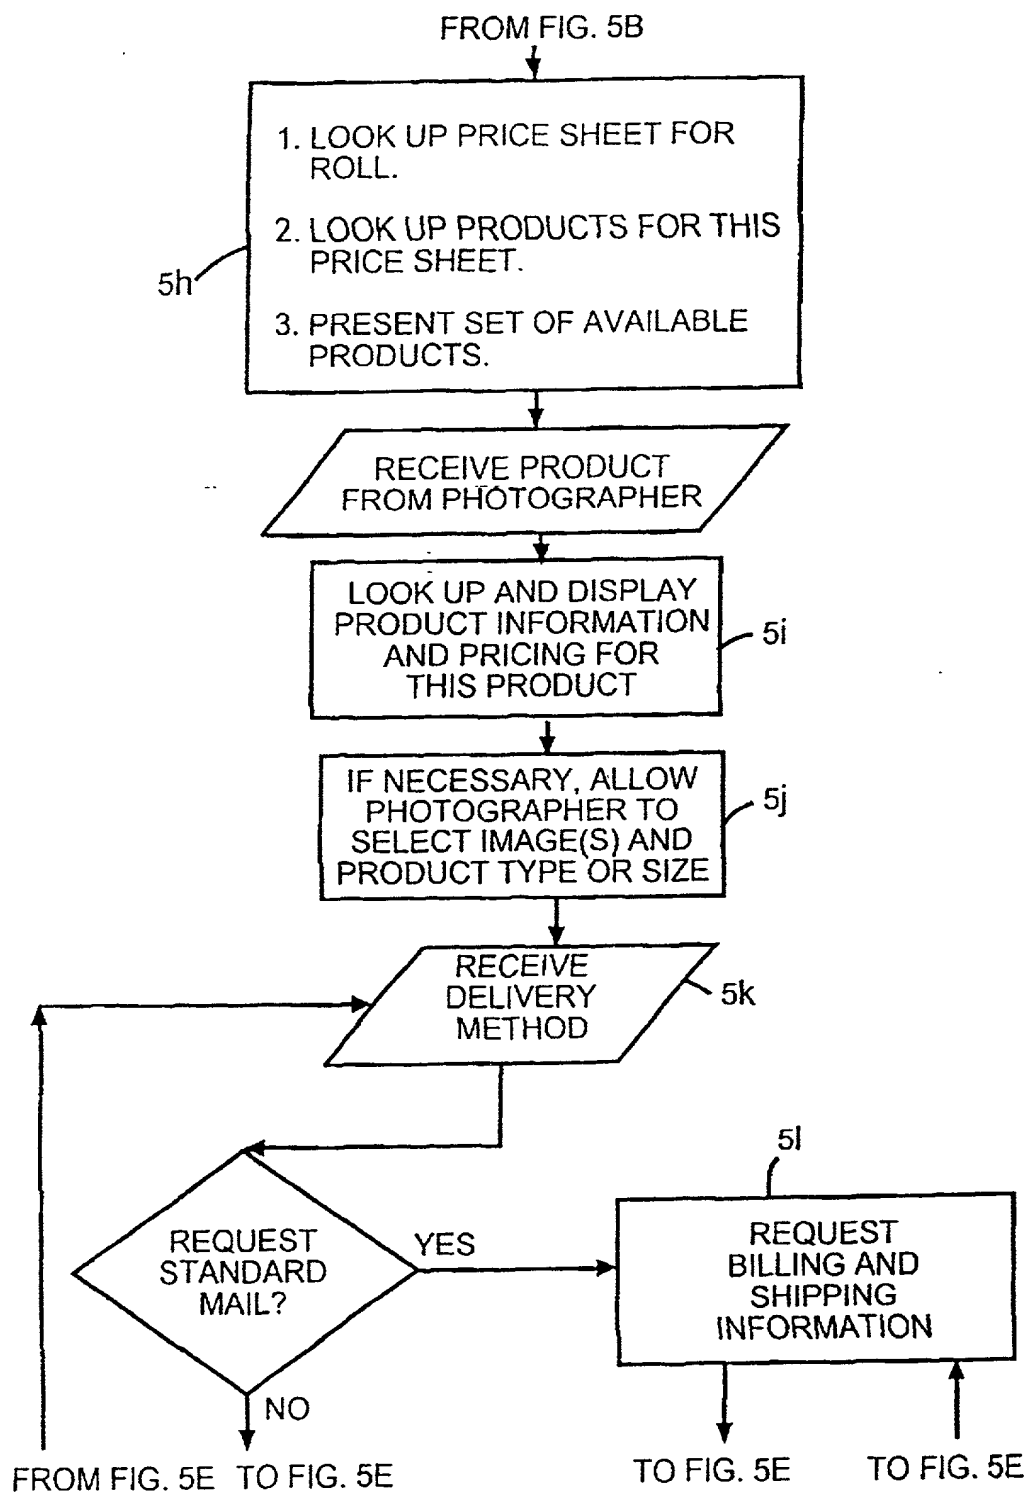 FROM FIG. 5B
1. LOOK UP PRICE SHEET FOR
ROLL.
2. LOOK UP PRODUCTS FOR THIS
PRICE SHEET.
3. PRESENT SET OF AVAILABLE
PRODUCTS.
5h
RECEIVE PRODUCT
FROM PHOTOGRAPHER
LOOK UP AND DISPLAY
PRODUCT INFORMATION
AND PRICING FOR
THIS PRODUCT
5i
IF NECESSARY, ALLOW
PHOTOGRAPHER TO
SELECT IMAGE(S) AND
PRODUCT TYPE OR SIZE
5j
RECEIVE
DELIVERY
METHOD
5k
REQUEST
STANDARD
MAIL?
YES
NO
5l
REQUEST
BILLING AND
SHIPPING
INFORMATION
FROM FIG. 5E
TO FIG. 5E
TO FIG. 5E
TO FIG. 5E